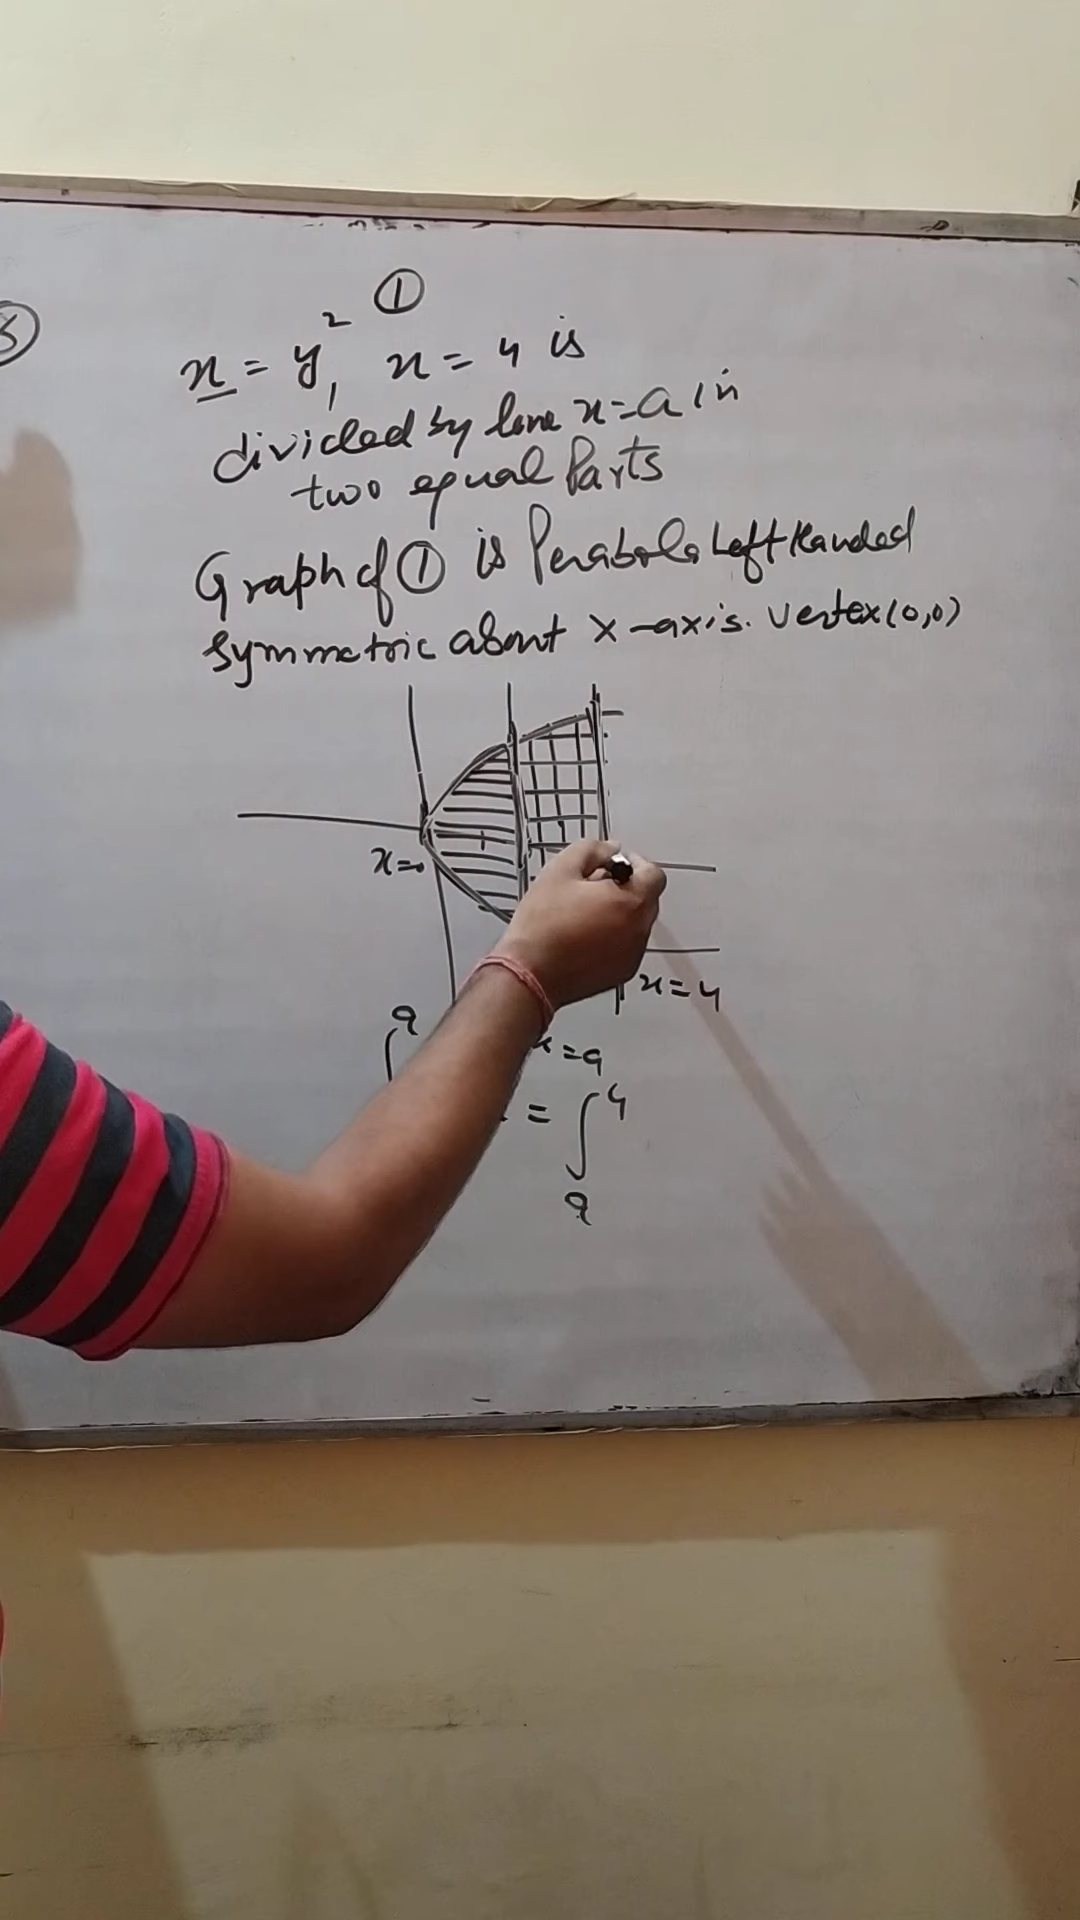 ①
x = y², x = 4 is
divided by line x=a in
two equal Parts
Graph of ① is Parabola Left Handed
symmetric about X-axis. Vertex (0,0)
x=0
x=4
x=a
∫ a = ∫ 4 a